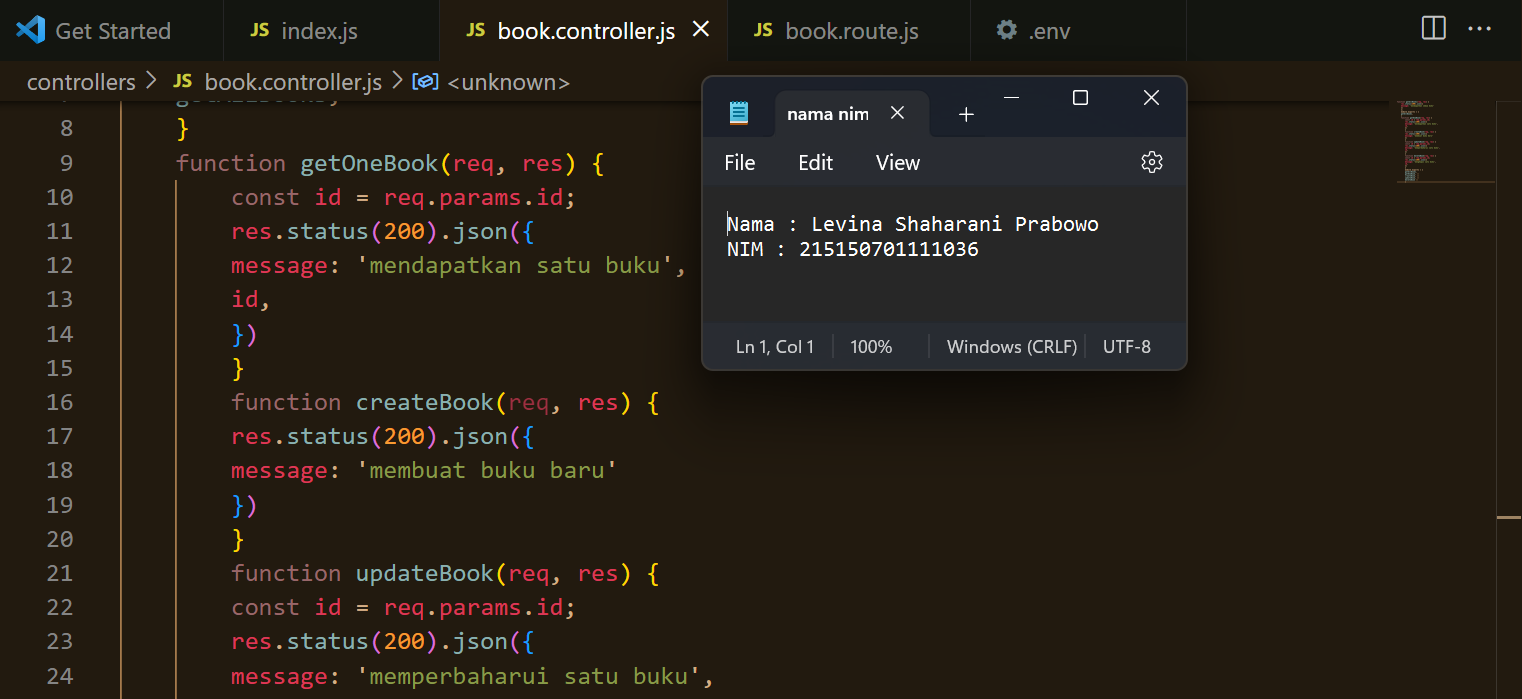 Get Started
JS index.js
JS book.controller.js
JS book.route.js
.env
controllers > JS book.controller.js > <unknown>
8 }
9 function getOneBook(req, res) {
10 const id = req.params.id;
11 res.status(200).json({
12 message: 'mendapatkan satu buku',
13 id,
14 })
15 }
16 function createBook(req, res) {
17 res.status(200).json({
18 message: 'membuat buku baru'
19 })
20 }
21 function updateBook(req, res) {
22 const id = req.params.id;
23 res.status(200).json({
24 message: 'memperbaharui satu buku',
nama nim
File Edit View
Nama : Levina Shaharani Prabowo
NIM : 215150701111036
Ln 1, Col 1 100% Windows (CRLF) UTF-8